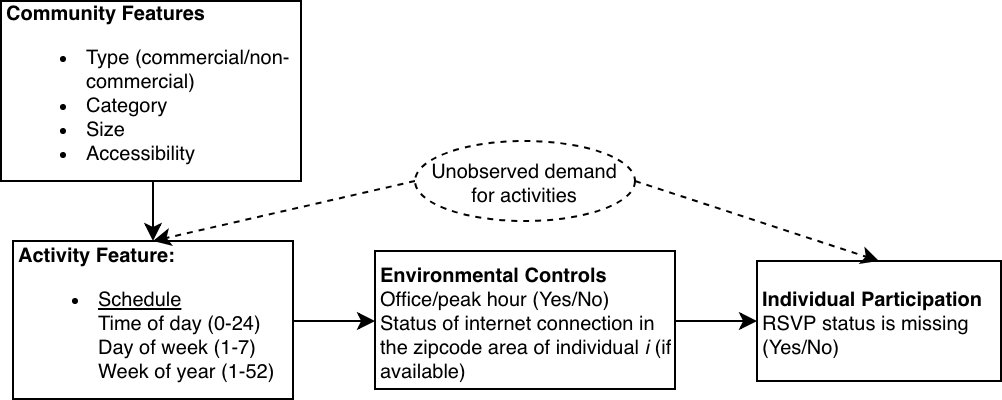 Community Features
• Type (commercial/non-
commercial)
• Category
• Size
• Accessibility
Unobserved demand
for activities
Activity Feature:
• Schedule
Time of day (0-24)
Day of week (1-7)
Week of year (1-52)
Environmental Controls
Office/peak hour (Yes/No)
Status of internet connection in
the zipcode area of individual i (if
available)
Individual Participation
RSVP status is missing
(Yes/No)